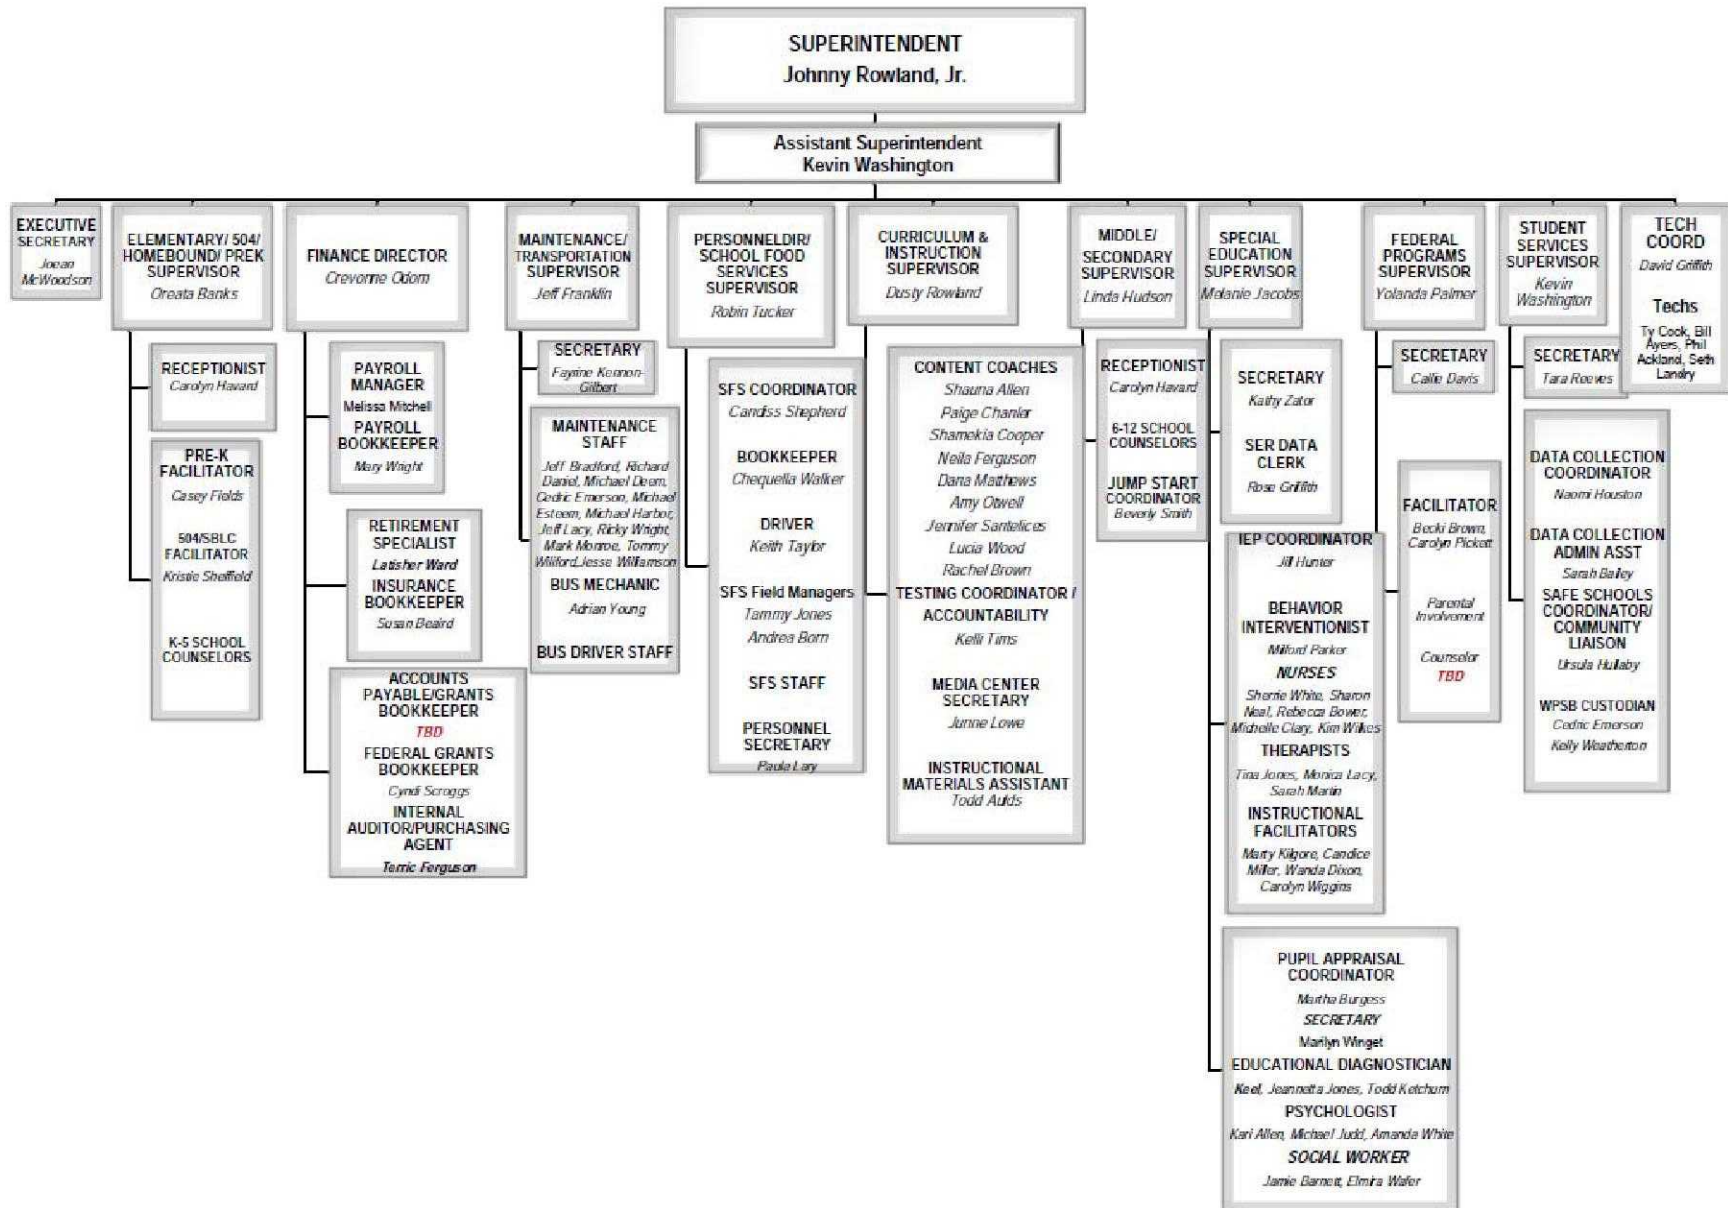 SUPERINTENDENT
Johnny Rowland, Jr.
Assistant Superintendent
Kevin Washington
EXECUTIVE
SECRETARY
Joean
McWoodson
ELEMENTARY/ 504/
HOMEBOUND/ PREK
SUPERVISOR
Oreata Banks
RECEPTIONIST
Carolyn Havard
PRE-K
FACILITATOR
Casey Fields
504/SBLC
FACILITATOR
Kristie Sheffield
K-5 SCHOOL
COUNSELORS
FINANCE DIRECTOR
Crevonne Odom
PAYROLL
MANAGER
Melissa Mitchell
PAYROLL
BOOKKEEPER
Mary Wright
RETIREMENT
SPECIALIST
Latisher Ward
INSURANCE
BOOKKEEPER
Susan Beaird
ACCOUNTS
PAYABLE/GRANTS
BOOKKEEPER
TBD
FEDERAL GRANTS
BOOKKEEPER
Cyndi Scroggs
INTERNAL
AUDITOR/PURCHASING
AGENT
Ferguson
MAINTENANCE/
TRANSPORTATION
SUPERVISOR
Jeff Franklin
SECRETARY
Fayrine Kennon-
Gilbert
MAINTENANCE
STAFF
Jeff Bradford, Richard
Daniel, Michael Deem,
Cedric Emerson, Michael
Esteem, Michael Harbor,
Jeff Lacy, Ricky Wright,
Mark Monroe, Tommy
Williford,Jesse Williamson
BUS MECHANIC
Adrian Young
BUS DRIVER STAFF
PERSONNELDIR/
SCHOOL FOOD
SERVICES
SUPERVISOR
Robin Tucker
SFS COORDINATOR
Candiss Shepherd
BOOKKEEPER
Chequella Walker
DRIVER
Keith Taylor
SFS Field Managers
Tammy Jones
Andrea Born
SFS STAFF
PERSONNEL
SECRETARY
Paula Lary
CURRICULUM &
INSTRUCTION
SUPERVISOR
Dusty Rowland
CONTENT COACHES
Shauna Allen
Paige Chanler
Shamekia Cooper
Neila Ferguson
Dana Matthews
Amy Otwell
Jennifer Santelices
Lucia Wood
Rachel Brown
TESTING COORDINATOR /
ACCOUNTABILITY
Kelli Tims
MEDIA CENTER
SECRETARY
Junne Lowe
INSTRUCTIONAL
MATERIALS ASSISTANT
Todd Aulds
MIDDLE/
SECONDARY
SUPERVISOR
Linda Hudson
RECEPTIONIST
Carolyn Havard
6-12 SCHOOL
COUNSELORS
JUMP START
COORDINATOR
Beverly Smith
SPECIAL
EDUCATION
SUPERVISOR
Melanie Jacobs
SECRETARY
Kathy Zator
SER DATA
CLERK
Rose Griffith
IEP COORDINATOR
Jill Hunter
BEHAVIOR
INTERVENTIONIST
Milford Parker
NURSES
Sherrie White, Sharon
Neal, Rebecca Bower,
Michelle Clary, Kim Wilkes
THERAPISTS
Tina Jones, Monica Lacy,
Sarah Martin
INSTRUCTIONAL
FACILITATORS
Marty Kilgore, Candice
Miller, Wanda Dixon,
Carolyn Wiggins
PUPIL APPRAISAL
COORDINATOR
Martha Burgess
SECRETARY
Marilyn Winget
EDUCATIONAL DIAGNOSTICIAN
Keel, Jeannetta Jones, Todd Ketchum
PSYCHOLOGIST
Kari Allen, Michael Judd, Amanda White
SOCIAL WORKER
Jamie Barnett, Elmira Wafer
FEDERAL
PROGRAMS
SUPERVISOR
Yolanda Palmer
SECRETARY
Callie Davis
FACILITATOR
Becki Brown,
Carolyn Pickett
Parental
Involvement
Counselor
TBD
STUDENT
SERVICES
SUPERVISOR
Kevin
Washington
SECRETARY
Tara Reeves
DATA COLLECTION
COORDINATOR
Naomi Houston
DATA COLLECTION
ADMIN ASST
Sarah Bailey
SAFE SCHOOLS
COORDINATOR/
COMMUNITY
LIAISON
Ursula Hullaby
WPSB CUSTODIAN
Cedric Emerson
Kelly Weatherton
TECH
COORD
David Griffith
Techs
Ty Cook, Bill
Ayers, Phil
Ackland, Seth
Landry